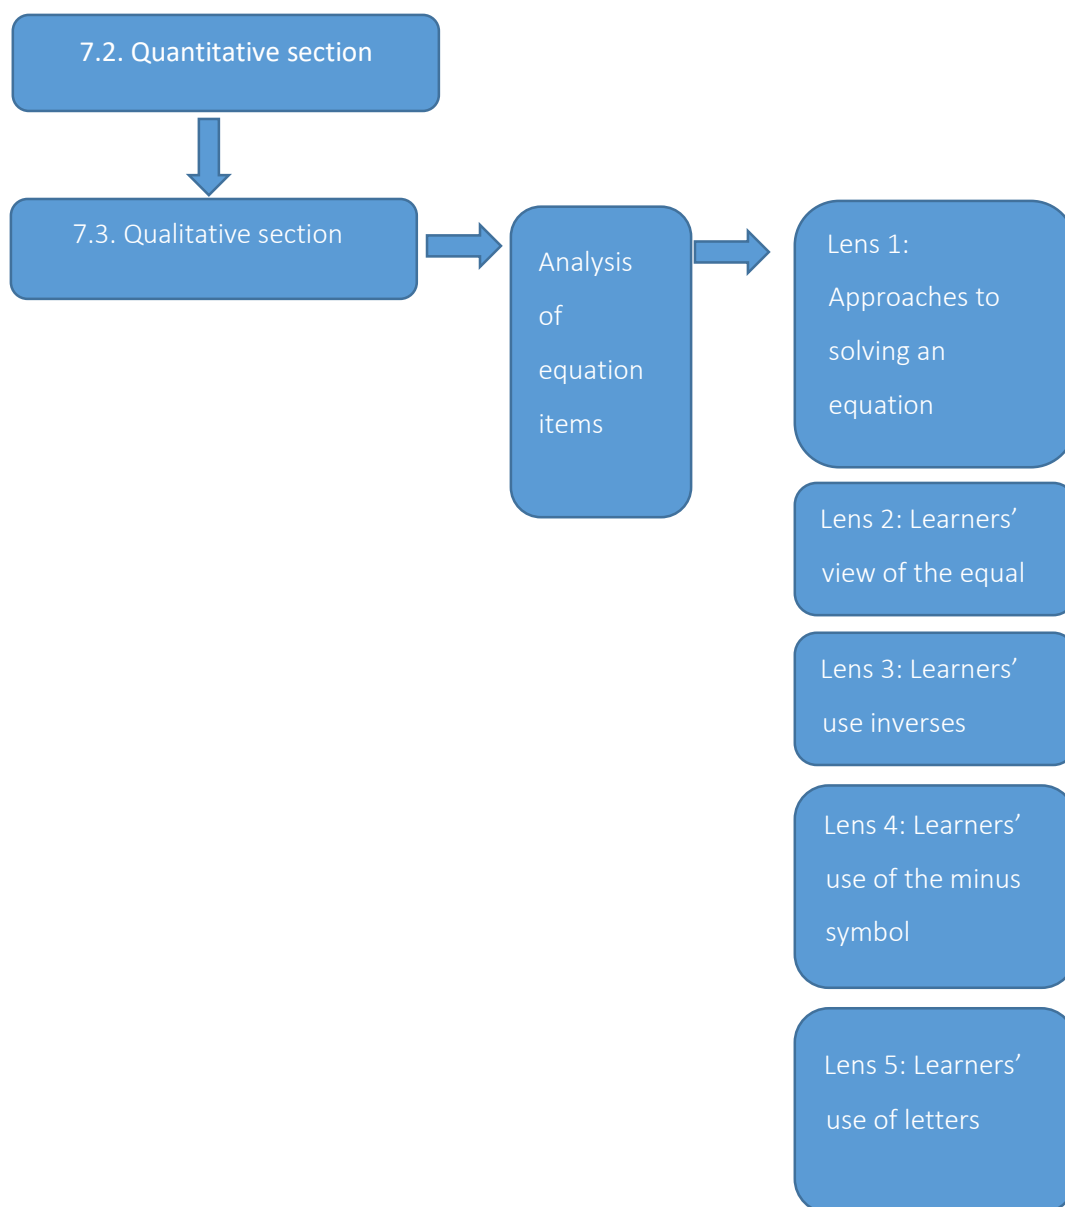 7.2. Quantitative section
7.3. Qualitative section
Analysis
of
equation
items
Lens 1:
Approaches to
solving an
equation
Lens 2: Learners’
view of the equal
Lens 3: Learners’
use inverses
Lens 4: Learners’
use of the minus
symbol
Lens 5: Learners’
use of letters